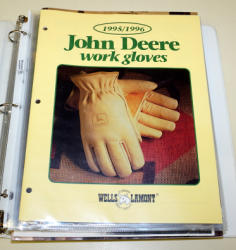 1995/1996
John Deere
work gloves
WELLS LAMONT